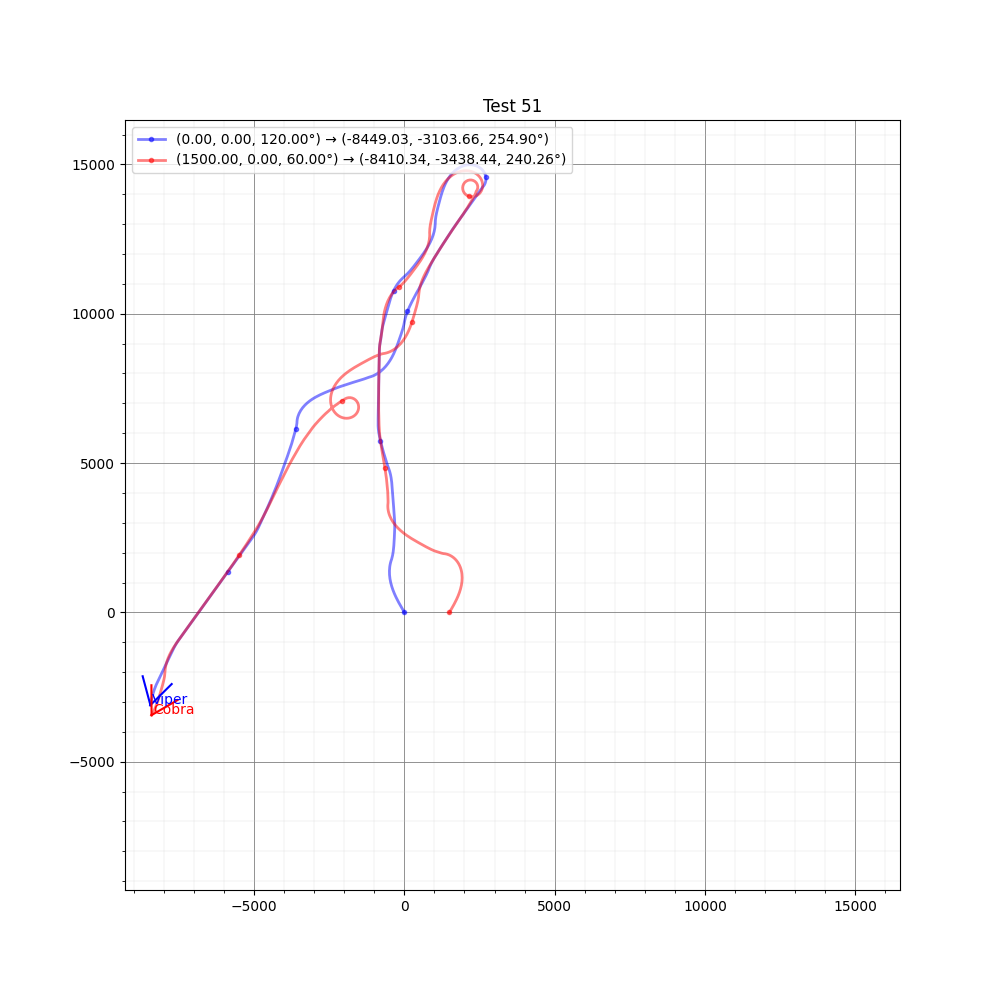 Test 51
(0.00, 0.00, 120.00°) → (-8449.03, -3103.66, 254.90°)
(1500.00, 0.00, 60.00°) → (-8410.34, -3438.44, 240.26°)
15000
10000
5000
0
−5000
Viper
Cobra
−5000 0 5000 10000 15000